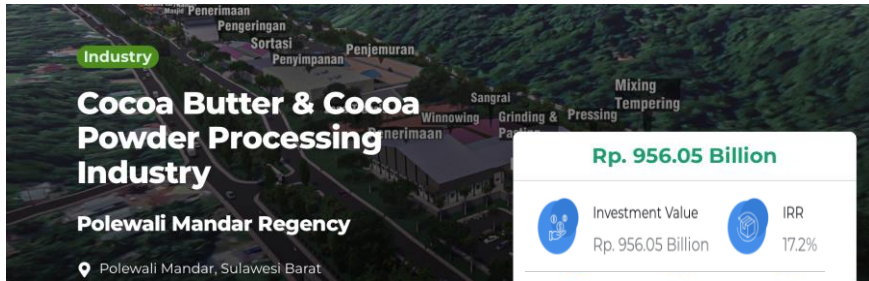 Masjid
Penerimaan
Pengeringan
Sortasi
Penyimpanan
Penjemuran
Industry
Cocoa Butter & Cocoa
Powder Processing
Industry
Polewali Mandar Regency
Polewali Mandar, Sulawesi Barat
Sangrai
Winnowing
Penerimaan
Grinding &
Pressing
Mixing
Tempering
Rp. 956.05 Billion
Investment Value
Rp. 956.05 Billion
IRR
17.2%